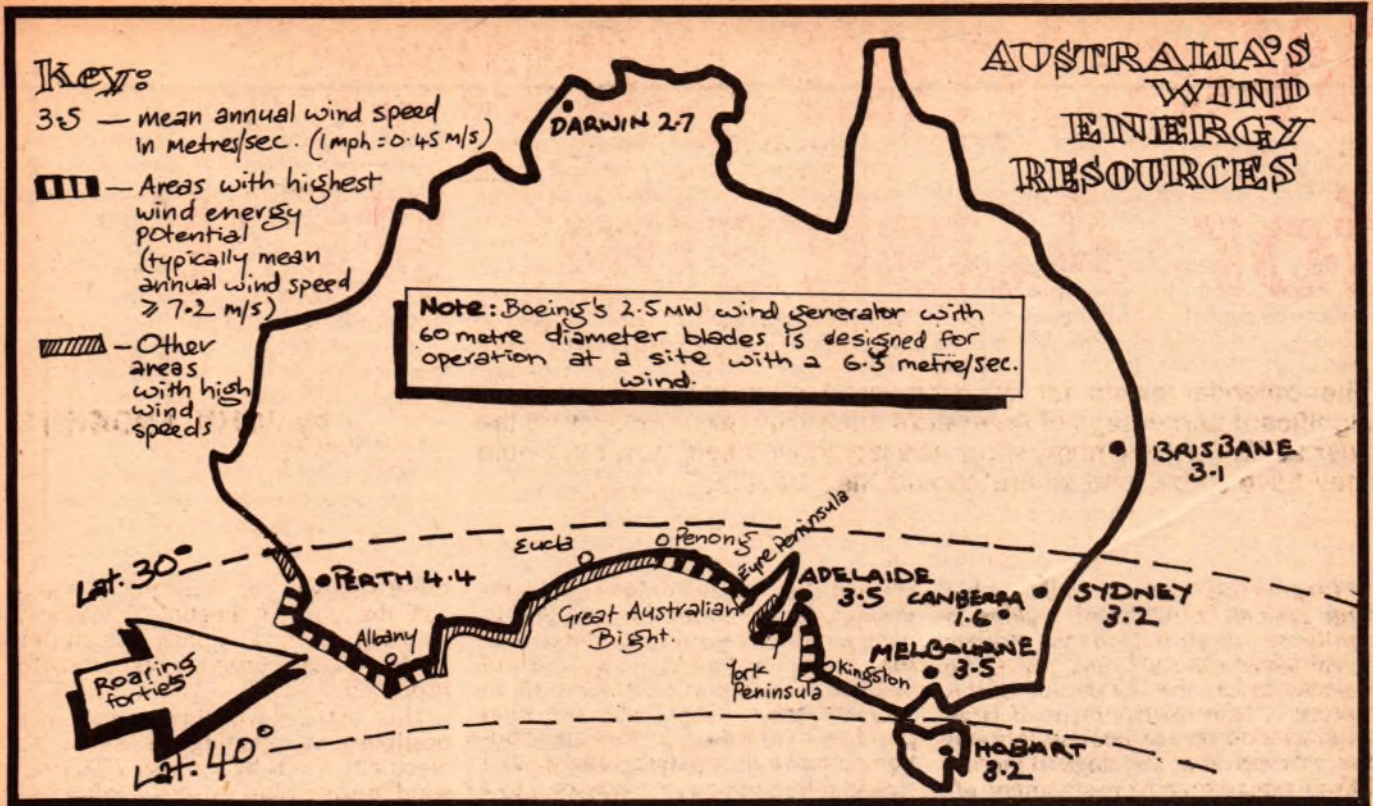 AUSTRALIA'S
WIND
ENERGY
RESOURCES
Key:
3.5 — mean annual wind speed
in metres/sec. (1 mph = 0.45 m/s)
— Areas with highest
wind energy
potential
(typically mean
annual wind speed
⩾ 7.2 m/s)
— Other
areas
with high
wind
speeds
DARWIN 2.7
Note: Boeing's 2.5 MW wind generator with
60 metre diameter blades is designed for
operation at a site with a 6.3 metre/sec.
wind.
BRISBANE
3.1
Lat. 30°
PERTH 4.4
Albany
Eucla
Great Australian
Bight
Penong
Eyre Peninsula
York
Peninsula
ADELAIDE
3.5
Kingston
CANBERRA
1.6
SYDNEY
3.2
MELBOURNE
3.5
HOBART
3.2
Roaring
forties
Lat. 40°